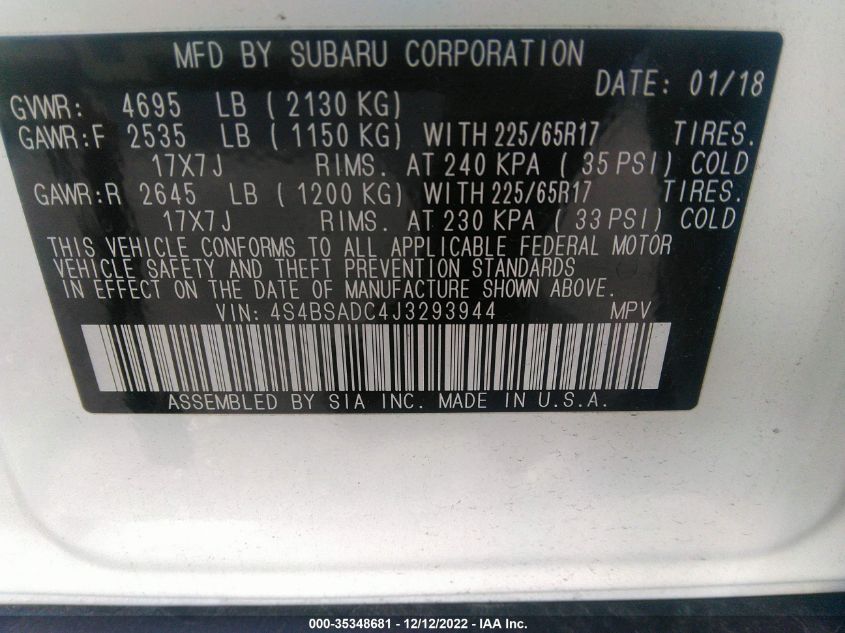 MFD BY SUBARU CORPORATION
DATE: 01/18
GVWR: 4695 LB ( 2130 KG)
GAWR:F 2535 LB ( 1150 KG) WITH 225/65R17 TIRES.
17X7J RIMS. AT 240 KPA ( 35 PSI) COLD
GAWR:R 2645 LB ( 1200 KG) WITH 225/65R17 TIRES.
17X7J RIMS. AT 230 KPA ( 33 PSI) COLD
THIS VEHICLE CONFORMS TO ALL APPLICABLE FEDERAL MOTOR
VEHICLE SAFETY AND THEFT PREVENTION STANDARDS
IN EFFECT ON THE DATE OF MANUFACTURE SHOWN ABOVE.
VIN: 4S4BSADC4J3293944 MPV
ASSEMBLED BY SIA INC. MADE IN U.S.A.
000-35348681 - 12/12/2022 - IAA Inc.